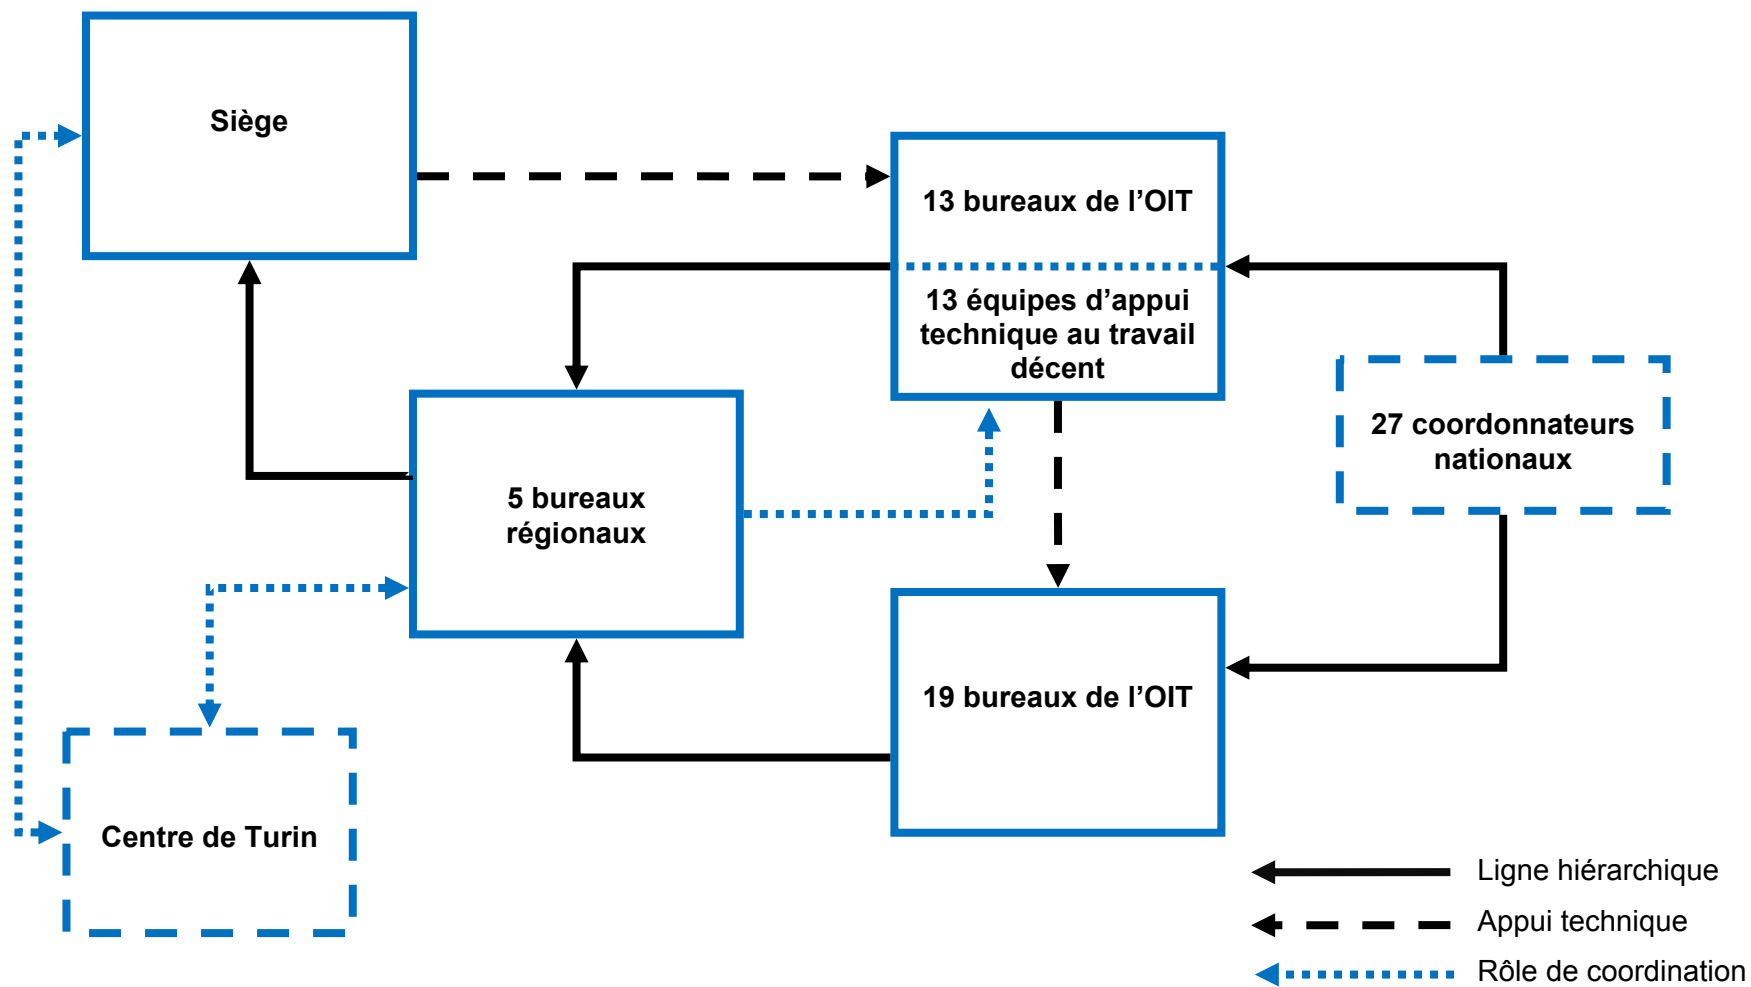 Siège
13 bureaux de l’OIT
13 équipes d’appui
technique au travail
décent
27 coordonnateurs
nationaux
5 bureaux
régionaux
19 bureaux de l’OIT
Centre de Turin
Ligne hiérarchique
Appui technique
Rôle de coordination